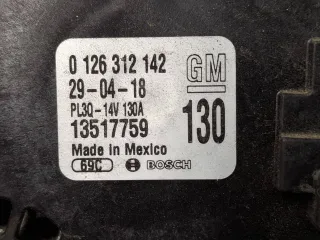 0 126 312 142
GM
29-04-18
PL3Q-14V 130A
13517759
130
Made in Mexico
69C BOSCH